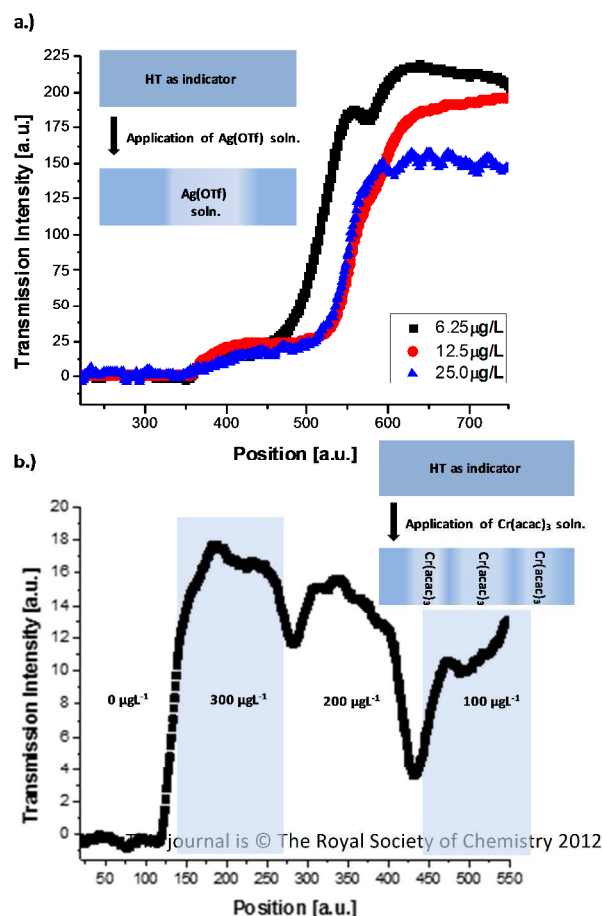 a.)
225
200
175
150
125
100
75
50
25
0
Transmission Intensity [a.u.]
HT as indicator
Application of Ag(OTf) soln.
Ag(OTf)
soln.
6.25µg/L
12.5µg/L
25.0µg/L
300 400 500 600 700
Position [a.u.]
b.)
HT as indicator
Application of Cr(acac)₃ soln.
Cr(acac)₃
Cr(acac)₃
Cr(acac)₃
20
18
16
14
12
10
8
6
4
2
0
Transmission Intensity [a.u.]
0 µgL⁻¹ 300 µgL⁻¹ 200 µgL⁻¹ 100 µgL⁻¹
journal is © The Royal Society of Chemistry 2012
50 100 150 200 250 300 350 400 450 500 550
Position [a.u.]